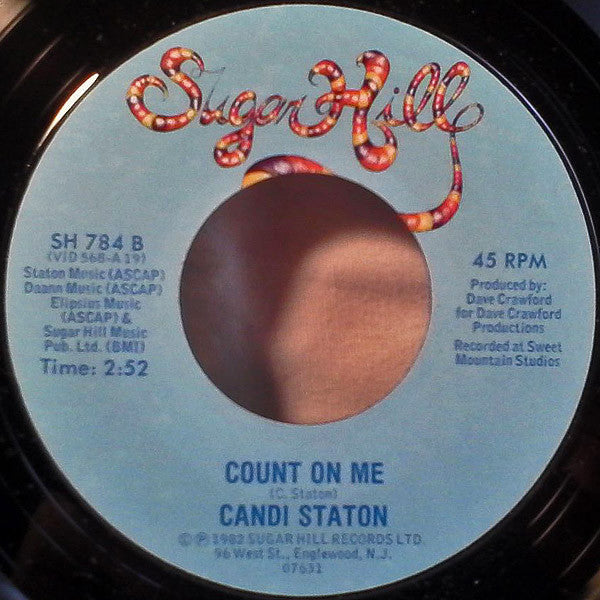 Sugar Hill
SH 784 B
(VID 568-A 19)
Staton Music (ASCAP)
Daann Music (ASCAP)
Elipsius Music
(ASCAP) &
Sugar Hill Music
Pub. Ltd. (BMI)
Time: 2:52
45 RPM
Produced by:
Dave Crawford
for Dave Crawford
Productions
Recorded at Sweet
Mountain Studios
COUNT ON ME
(C. Staton)
CANDI STATON
© ℗ 1982 SUGAR HILL RECORDS LTD.
96 West St., Englewood, N.J.
07631